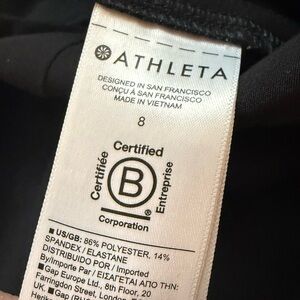 ATHLETA
DESIGNED IN SAN FRANCISCO
CONÇU À SAN FRANCISCO
MADE IN VIETNAM
8
Certified
Certifiée
B
®
Entreprise
Corporation
■ US/GB: 86% POLYESTER, 14%
SPANDEX / ELASTANE
DISTRIBUIDO POR / Imported
By/Importe Par / ΕΙΣΑΓΕΤΑΙ ΑΠΟ ΤΗΝ:
■ Gap Europe Ltd., 8th Floor, 20
Farringdon Street, London,
UK. ■ Gap